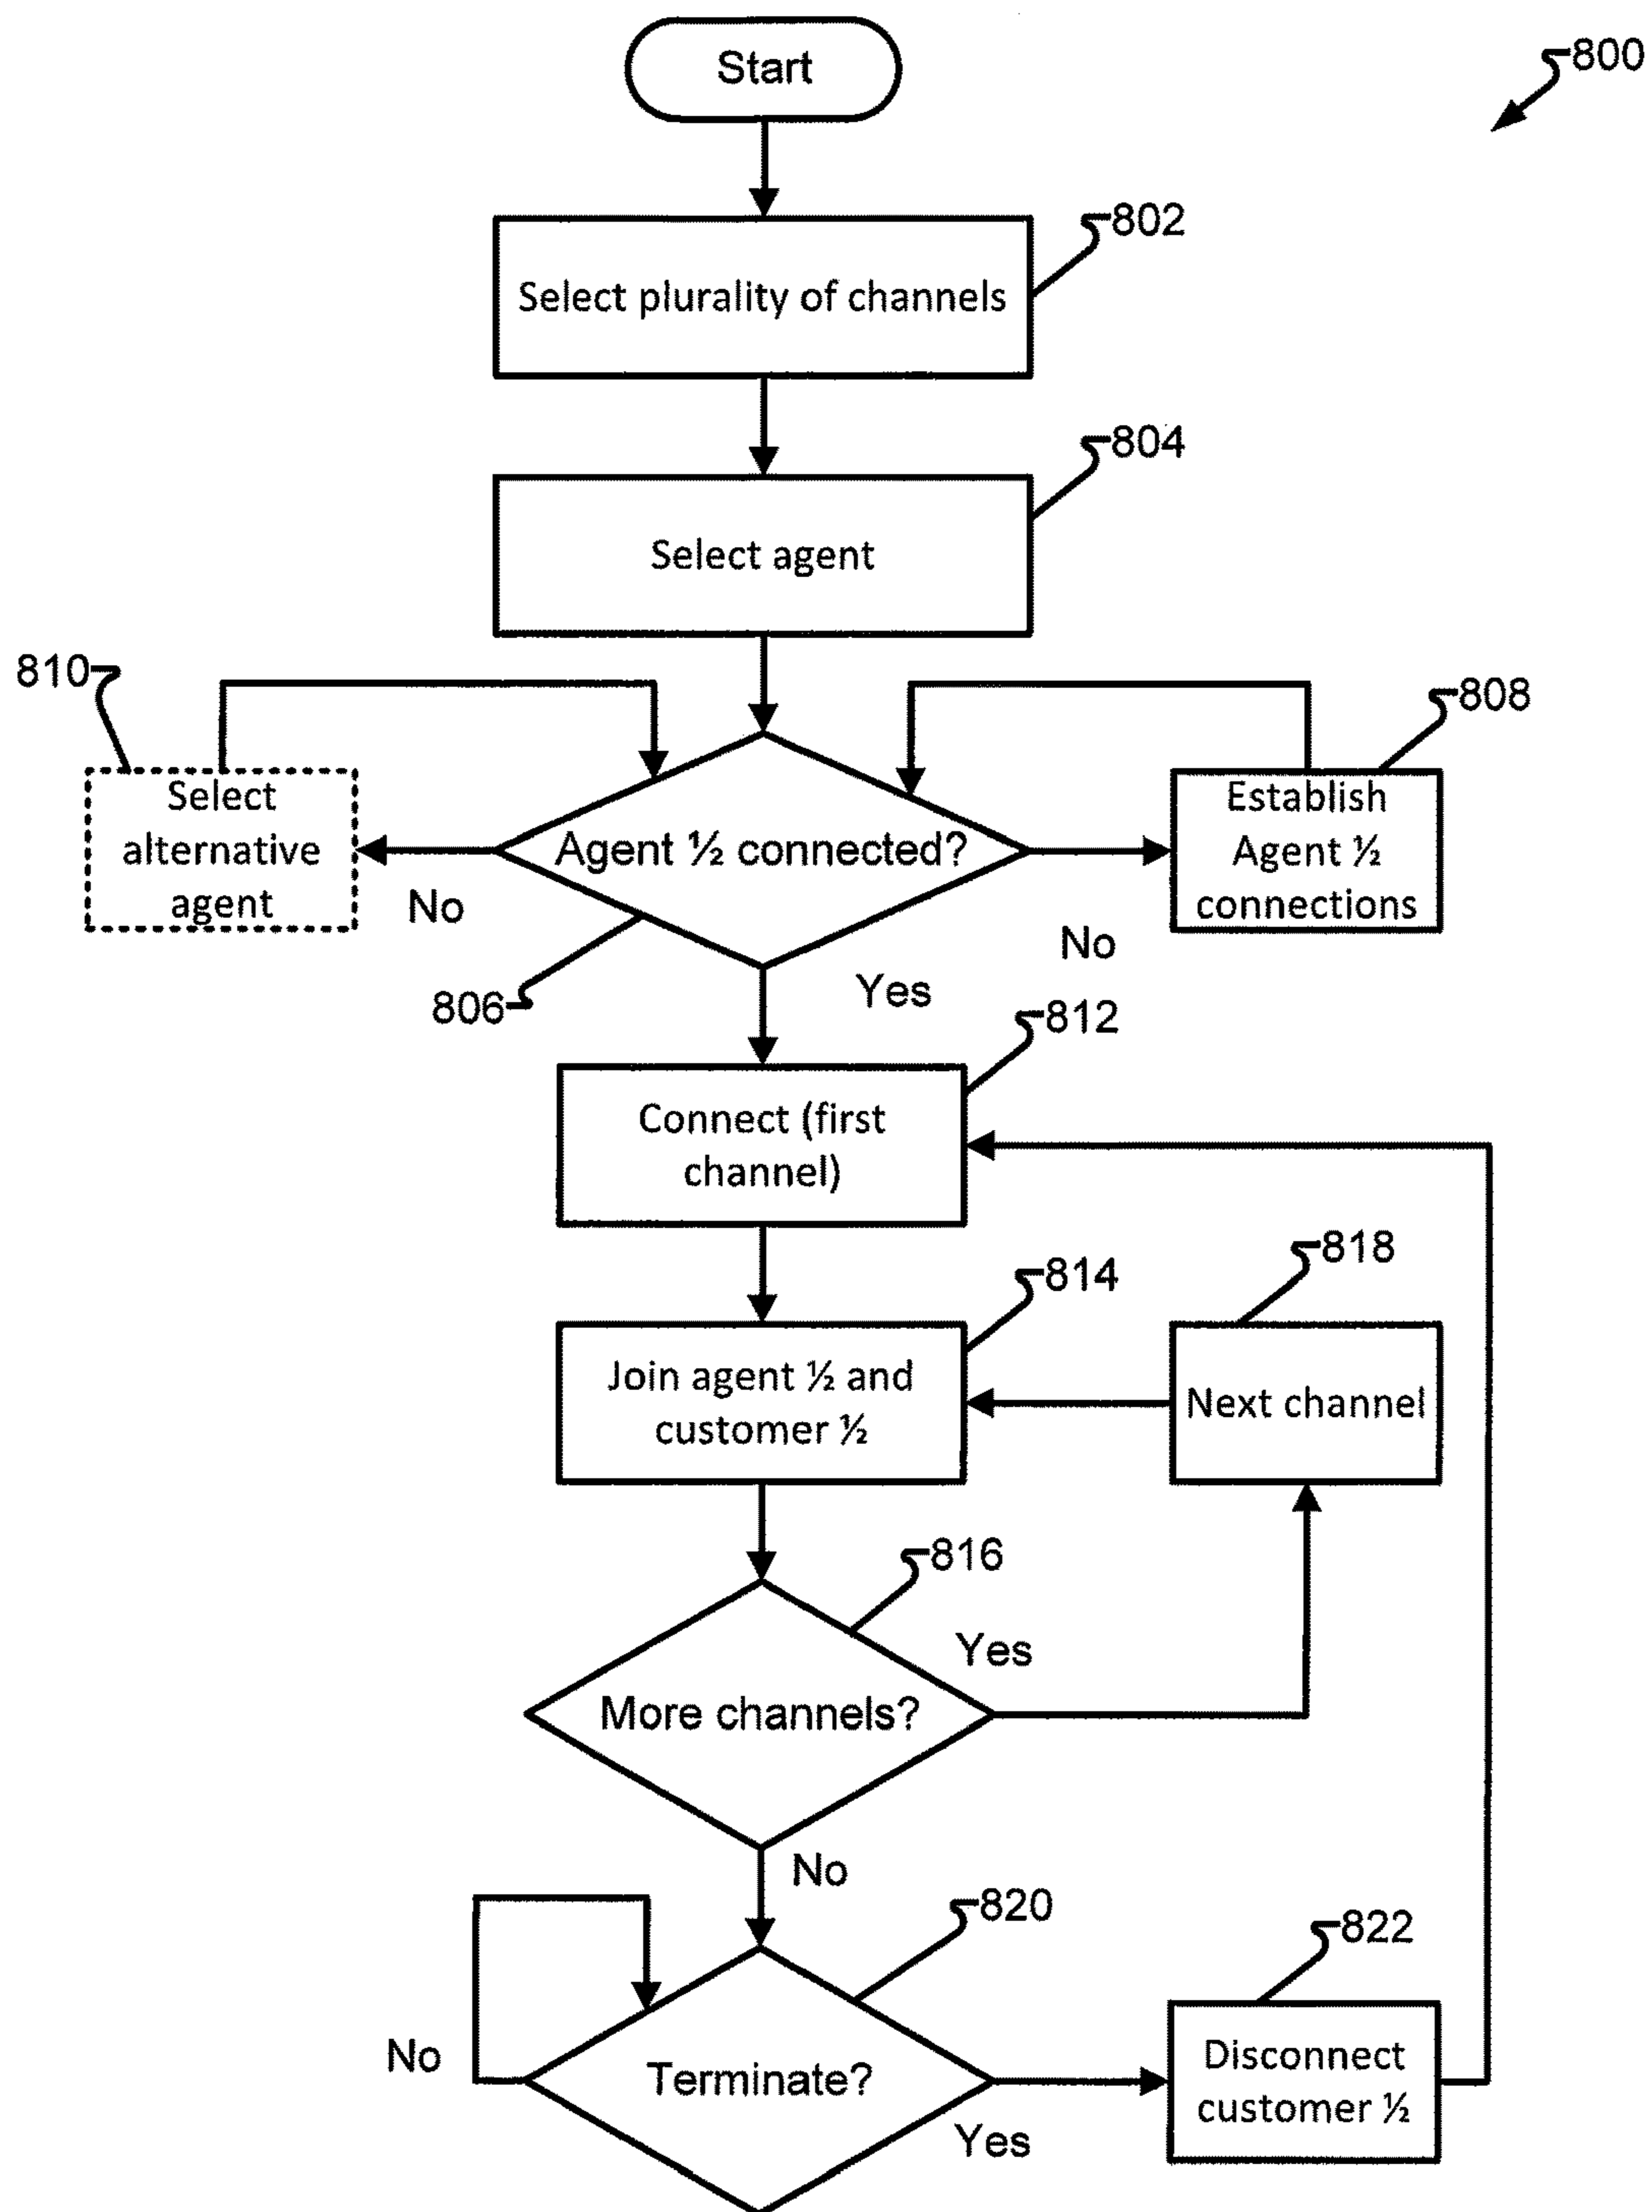 Start
800
802
Select plurality of channels
804
Select agent
810
808
Select
alternative
agent
Agent ½ connected?
Establish
Agent ½
connections
No
No
806
Yes
812
Connect (first
channel)
818
814
Join agent ½ and
customer ½
Next channel
816
Yes
More channels?
No
820
822
No
Terminate?
Disconnect
customer ½
Yes